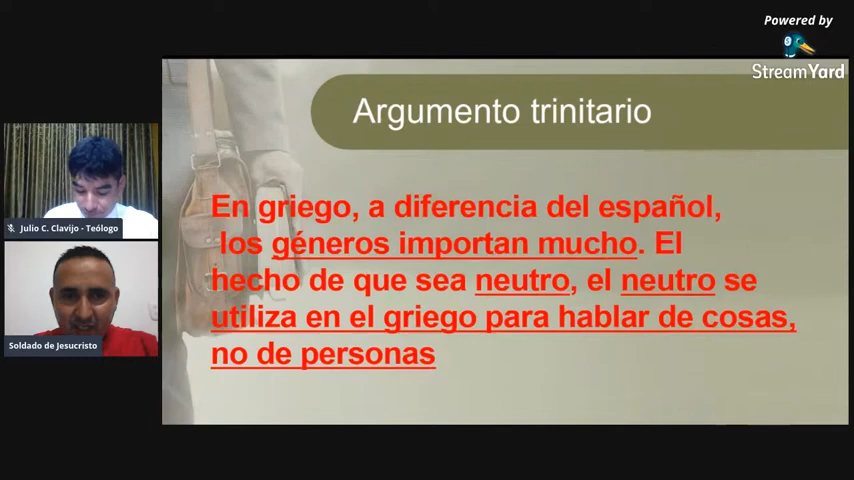 Powered by
StreamYard
Argumento trinitario
En griego, a diferencia del español,
los géneros importan mucho. El
hecho de que sea neutro, el neutro se
utiliza en el griego para hablar de cosas,
no de personas
Julio C. Clavijo - Teólogo
Soldado de Jesucristo